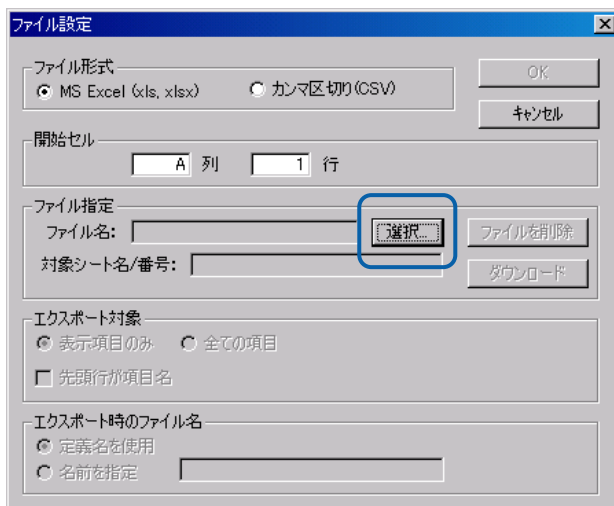 ファイル設定
ファイル形式
MS Excel (xls, xlsx)
カンマ区切り(CSV)
OK
キャンセル
開始セル
A 列 1 行
ファイル指定
ファイル名:
選択...
ファイルを削除
対象シート名/番号:
ダウンロード
エクスポート対象
表示項目のみ
全ての項目
先頭行が項目名
エクスポート時のファイル名
定義名を使用
名前を指定